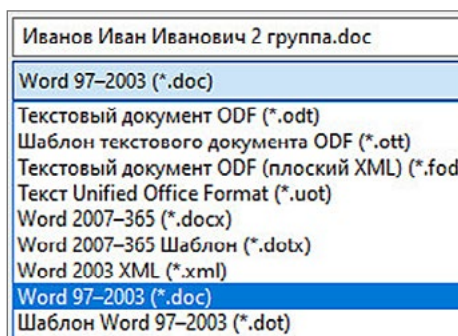 Иванов Иван Иванович 2 группа.doc
Word 97–2003 (*.doc)
Текстовый документ ODF (*.odt)
Шаблон текстового документа ODF (*.ott)
Текстовый документ ODF (плоский XML) (*.fod
Текст Unified Office Format (*.uot)
Word 2007–365 (*.docx)
Word 2007–365 Шаблон (*.dotx)
Word 2003 XML (*.xml)
Word 97–2003 (*.doc)
Шаблон Word 97–2003 (*.dot)